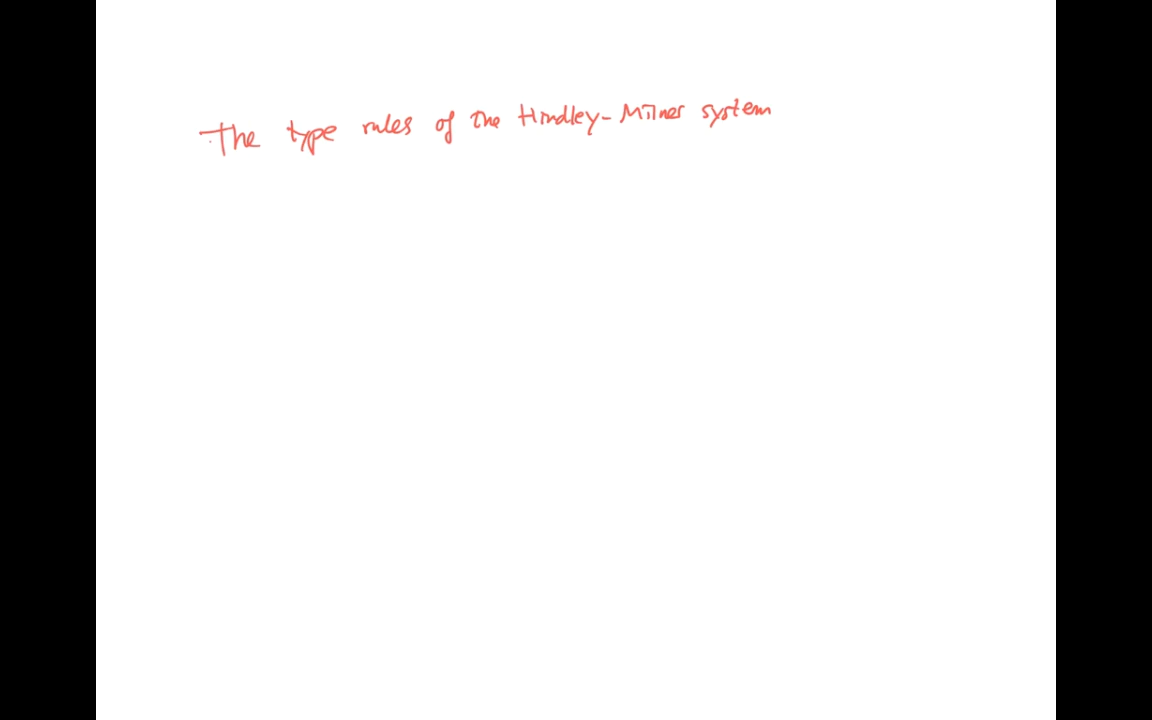 The type rules of the Hindley-Milner system